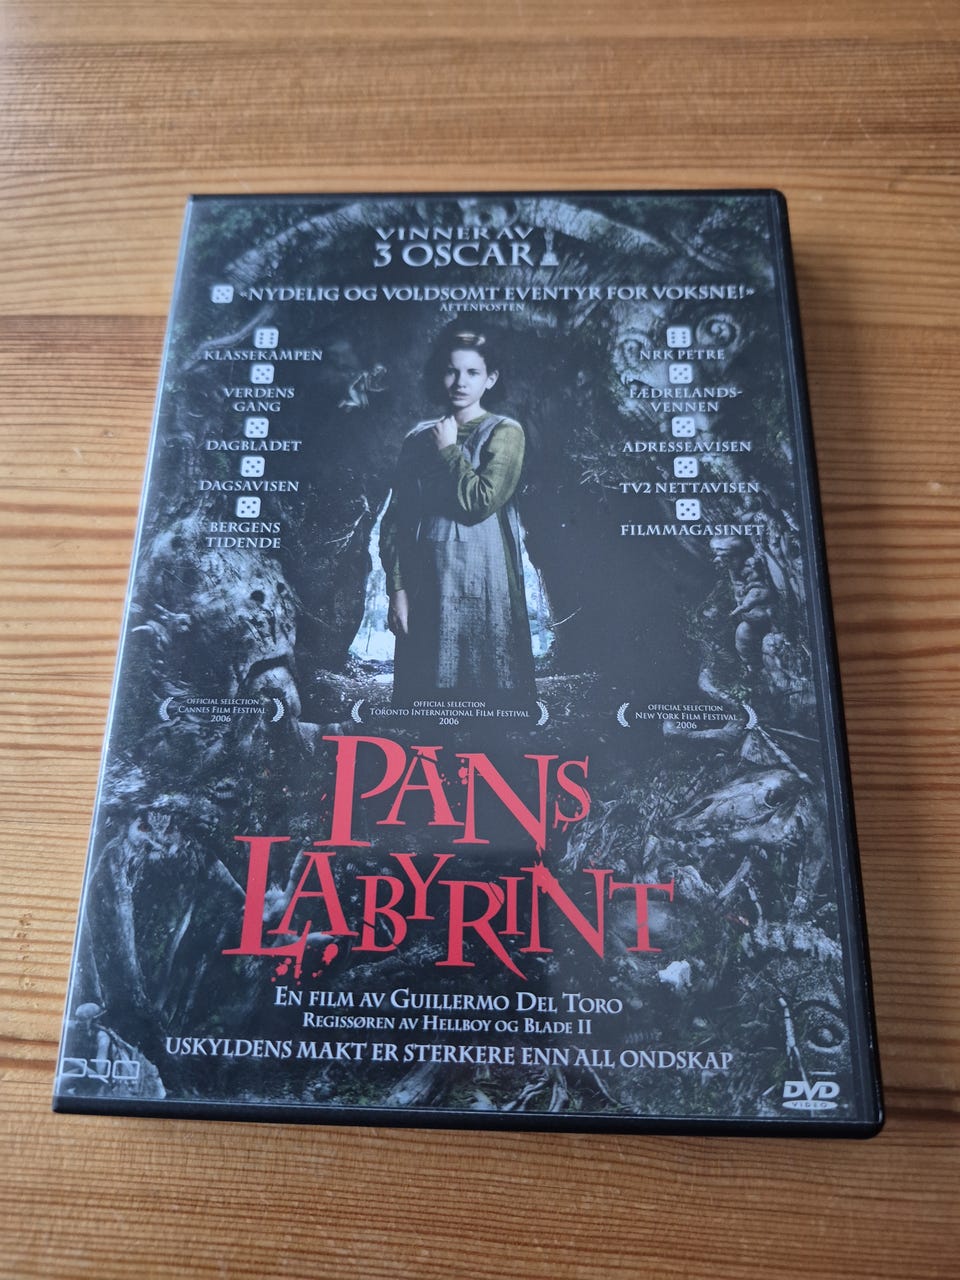 VINNER AV
3 OSCAR
«NYDELIG OG VOLDSOMT EVENTYR FOR VOKSNE!»
AFTENPOSTEN
KLASSEKAMPEN
VERDENS
GANG
DAGBLADET
DAGSAVISEN
BERGENS
TIDENDE
NRK PETRE
FÆDRELANDS-
VENNEN
ADRESSEAVISEN
TV2 NETTAVISEN
FILMMAGASINET
OFFICIAL SELECTION
CANNES FILM FESTIVAL
2006
OFFICIAL SELECTION
TORONTO INTERNATIONAL FILM FESTIVAL
2006
OFFICIAL SELECTION
NEW YORK FILM FESTIVAL
2006
PANS
LABYRINT
EN FILM AV GUILLERMO DEL TORO
REGISSØREN AV HELLBOY OG BLADE II
USKYLDENS MAKT ER STERKERE ENN ALL ONDSKAP
DVD
VIDEO